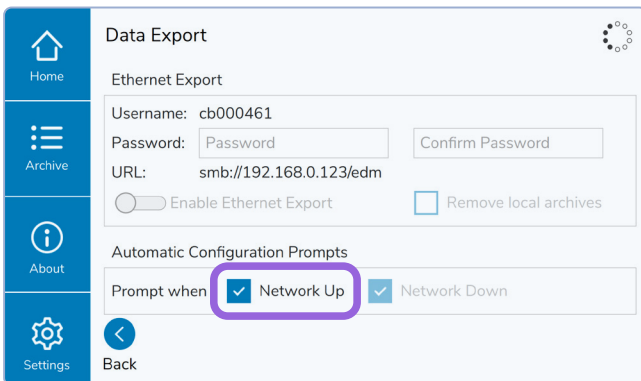 Data Export
Home
Ethernet Export
Username: cb000461
Password: Password Confirm Password
Archive
URL: smb://192.168.0.123/edm
Enable Ethernet Export Remove local archives
About
Automatic Configuration Prompts
Prompt when Network Up Network Down
Settings
Back